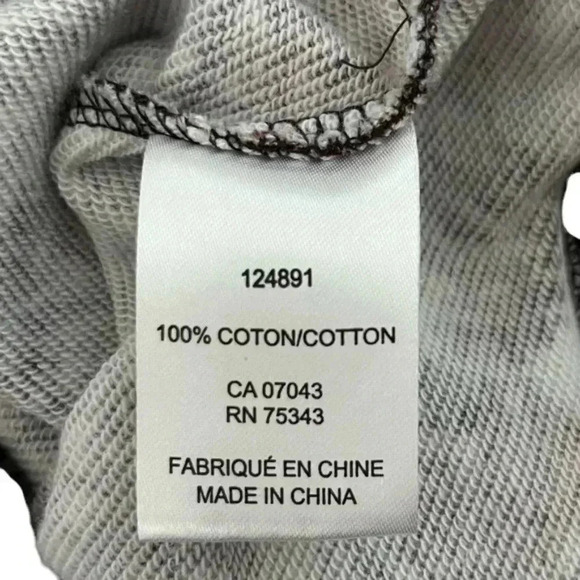 124891
100% COTON/COTTON
CA 07043
RN 75343
FABRIQUÉ EN CHINE
MADE IN CHINA